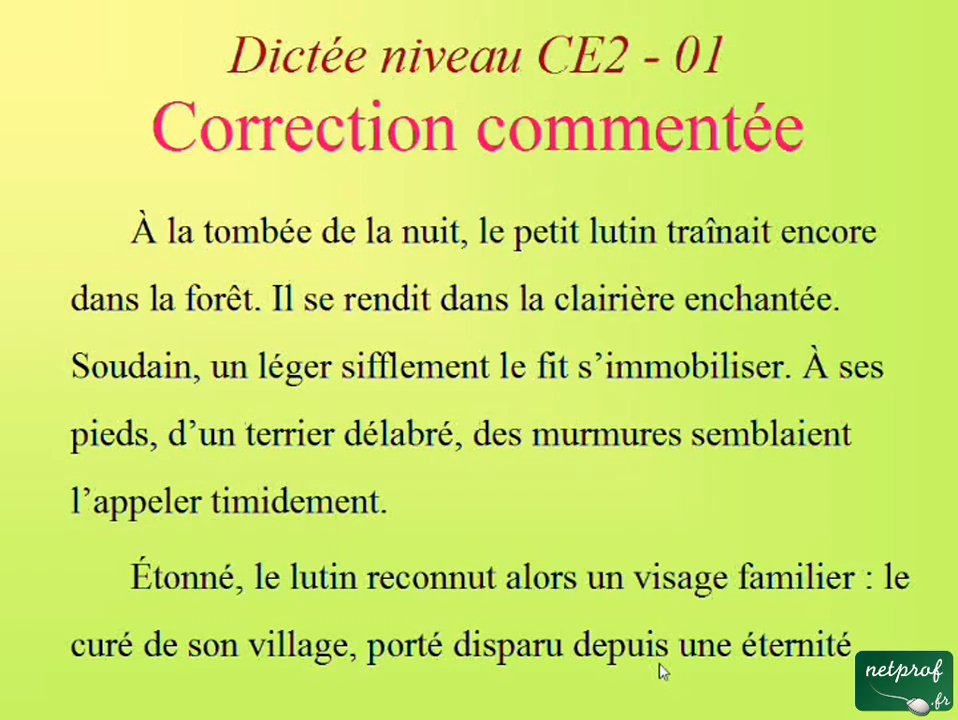 Dictée niveau CE2 - 01
Correction commentée
À la tombée de la nuit, le petit lutin traînait encore
dans la forêt. Il se rendit dans la clairière enchantée.
Soudain, un léger sifflement le fit s’immobiliser. À ses
pieds, d’un terrier délabré, des murmures semblaient
l’appeler timidement.
Étonné, le lutin reconnut alors un visage familier : le
curé de son village, porté disparu depuis une éternité
netprof
.fr